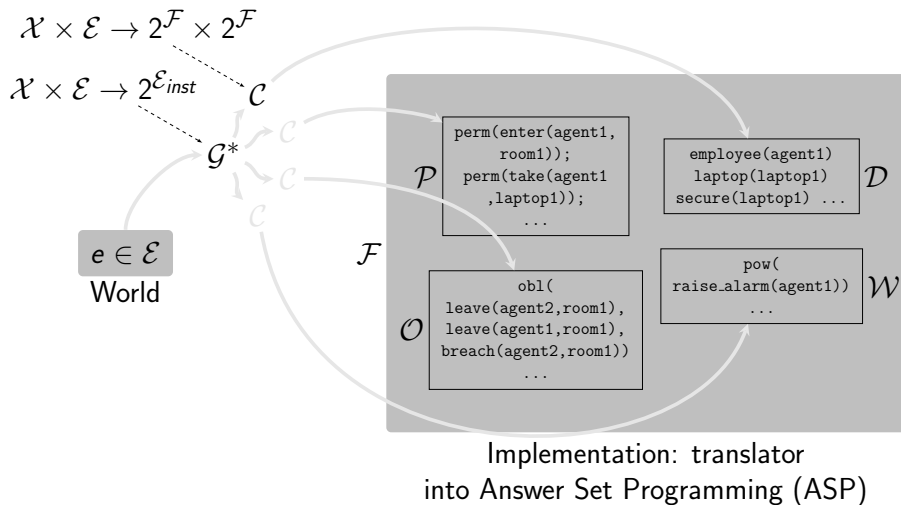 𝒳 × ℰ → 2^ℱ × 2^ℱ
𝒳 × ℰ → 2^ℰinst
𝒞
𝒢*
𝒞
𝒞
𝒞
e ∈ ℰ
World
ℱ
𝒫
perm(enter(agent1,
room1));
perm(take(agent1
,laptop1));
...
employee(agent1)
laptop(laptop1)
secure(laptop1) ...
𝒟
𝒪
obl(
leave(agent2,room1),
leave(agent1,room1),
breach(agent2,room1))
...
pow(
raise_alarm(agent1))
...
𝒲
Implementation: translator
into Answer Set Programming (ASP)